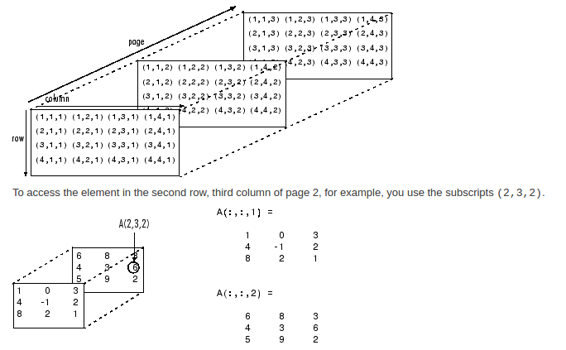 (1,1,3) (1,2,3) (1,3,3) (1,4,3)
(2,1,3) (2,2,3) (2,3,3) (2,4,3)
(3,1,3) (3,2,3) (3,3,3) (3,4,3)
(4,2,3) (4,3,3) (4,4,3)
page
(1,1,2) (1,2,2) (1,3,2) (1,4,2)
(2,1,2) (2,2,2) (2,3,2) (2,4,2)
(3,1,2) (3,2,2) (3,3,2) (3,4,2)
(4,2,2) (4,3,2) (4,4,2)
column
row
(1,1,1) (1,2,1) (1,3,1) (1,4,1)
(2,1,1) (2,2,1) (2,3,1) (2,4,1)
(3,1,1) (3,2,1) (3,3,1) (3,4,1)
(4,1,1) (4,2,1) (4,3,1) (4,4,1)
To access the element in the second row, third column of page 2, for example, you use the subscripts (2,3,2).
A(2,3,2)
6 8 3
4 3 6
5 9 2
1 0 3
4 -1 2
8 2 1
A(:,:,1) =
1 0 3
4 -1 2
8 2 1
A(:,:,2) =
6 8 3
4 3 6
5 9 2